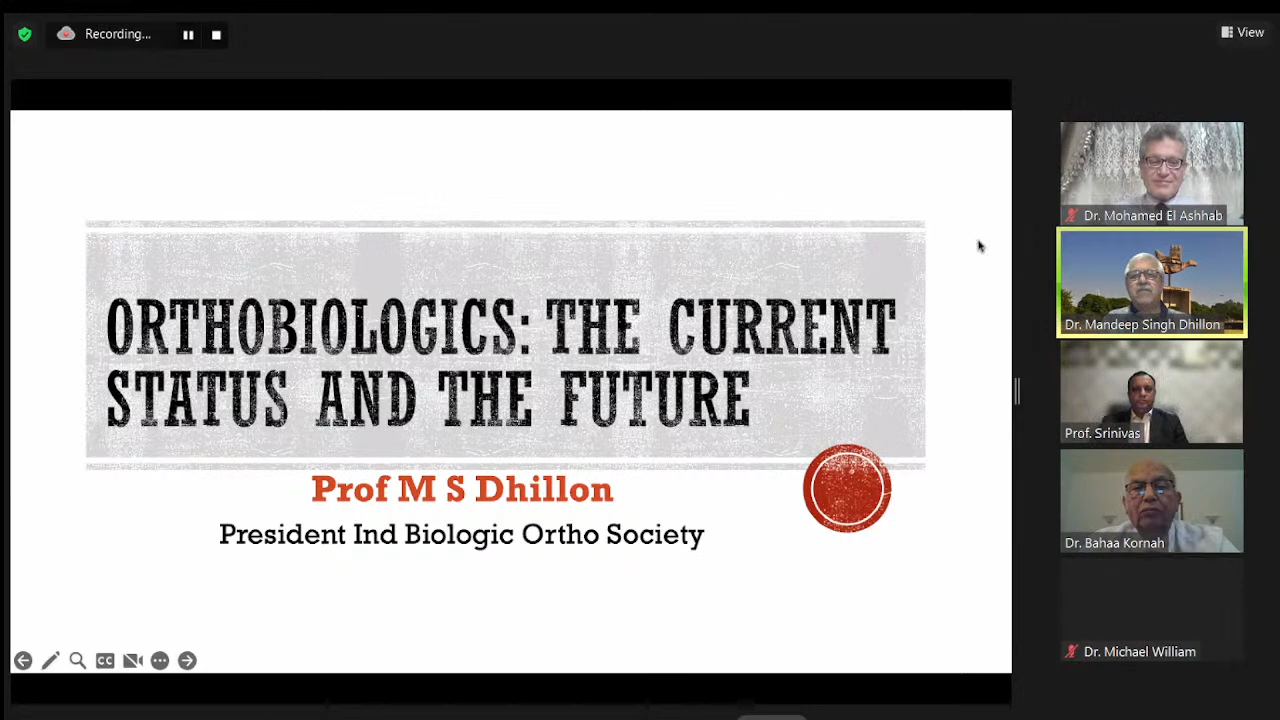 Recording...
View
ORTHOBIOLOGICS: THE CURRENT
STATUS AND THE FUTURE
Prof M S Dhillon
President Ind Biologic Ortho Society
CC
Dr. Mohamed El Ashhab
Dr. Mandeep Singh Dhillon
Prof. Srinivas
Dr. Bahaa Kornah
Dr. Michael William